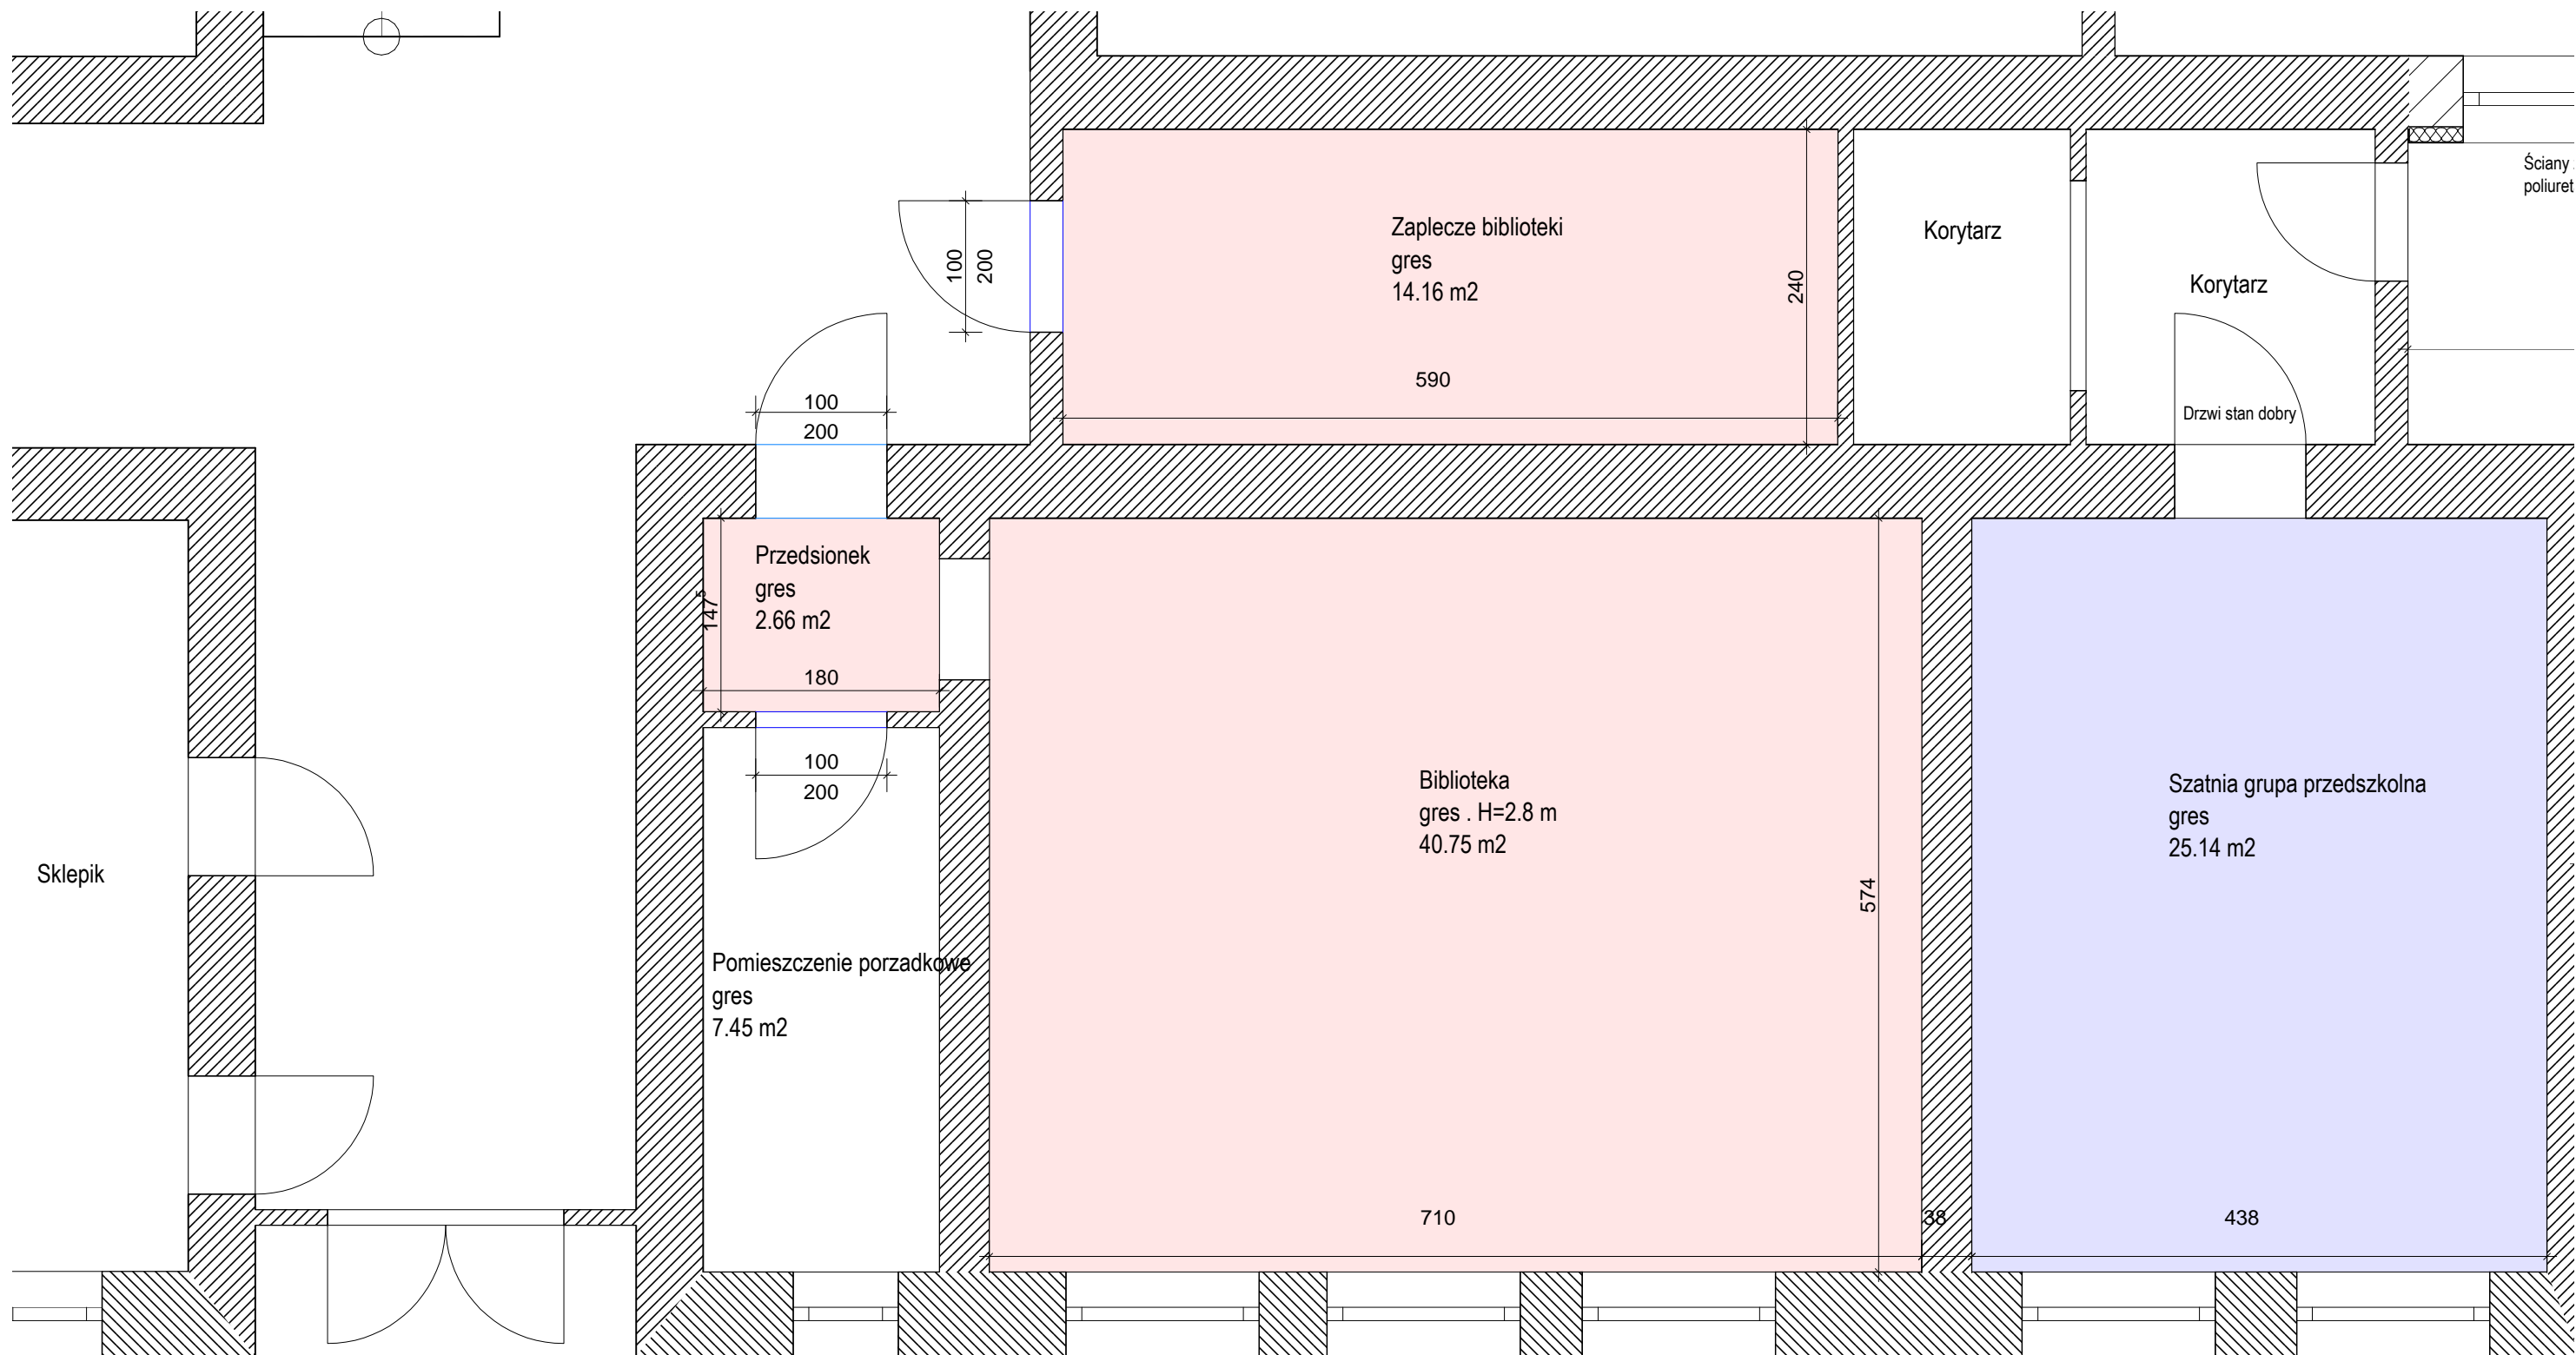 Ściany
poliuret
Zaplecze biblioteki
gres
14.16 m2
Korytarz
Korytarz
100
200
240
590
100
200
Drzwi stan dobry
Przedsionek
gres
2.66 m2
147⁵
180
100
200
Biblioteka
gres . H=2.8 m
40.75 m2
Szatnia grupa przedszkolna
gres
25.14 m2
Sklepik
574
Pomieszczenie porzadkowe
gres
7.45 m2
710
38
438